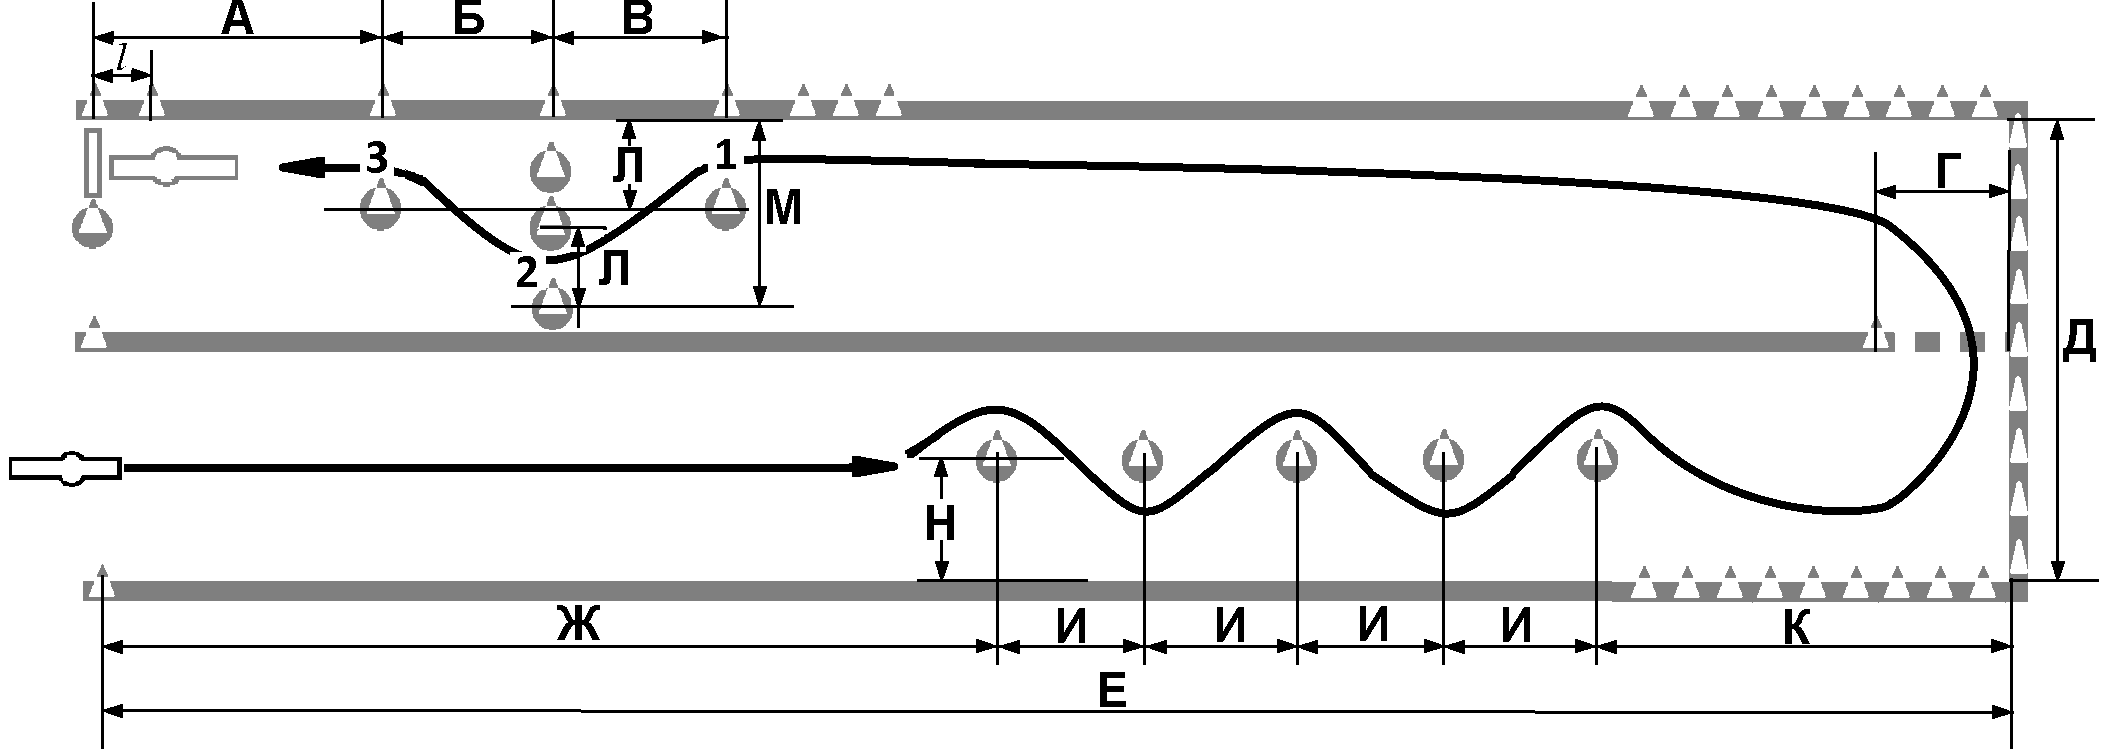 А Б В
l
3 Л 1 М Г
2 Л
Д
Н
Ж И И И И К
Е